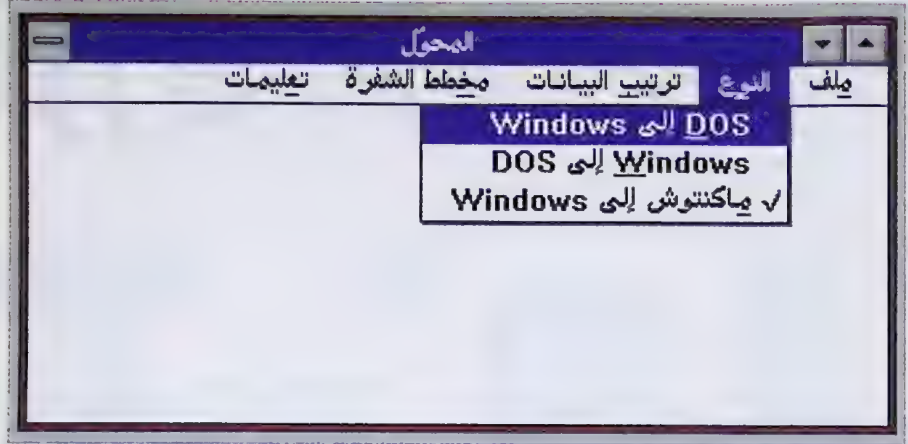 المحوّل
ملف النوع ترتيب البيانات مخطط الشفرة تعليمات
DOS إلى Windows
Windows إلى DOS
√ ماكنتوش إلى Windows